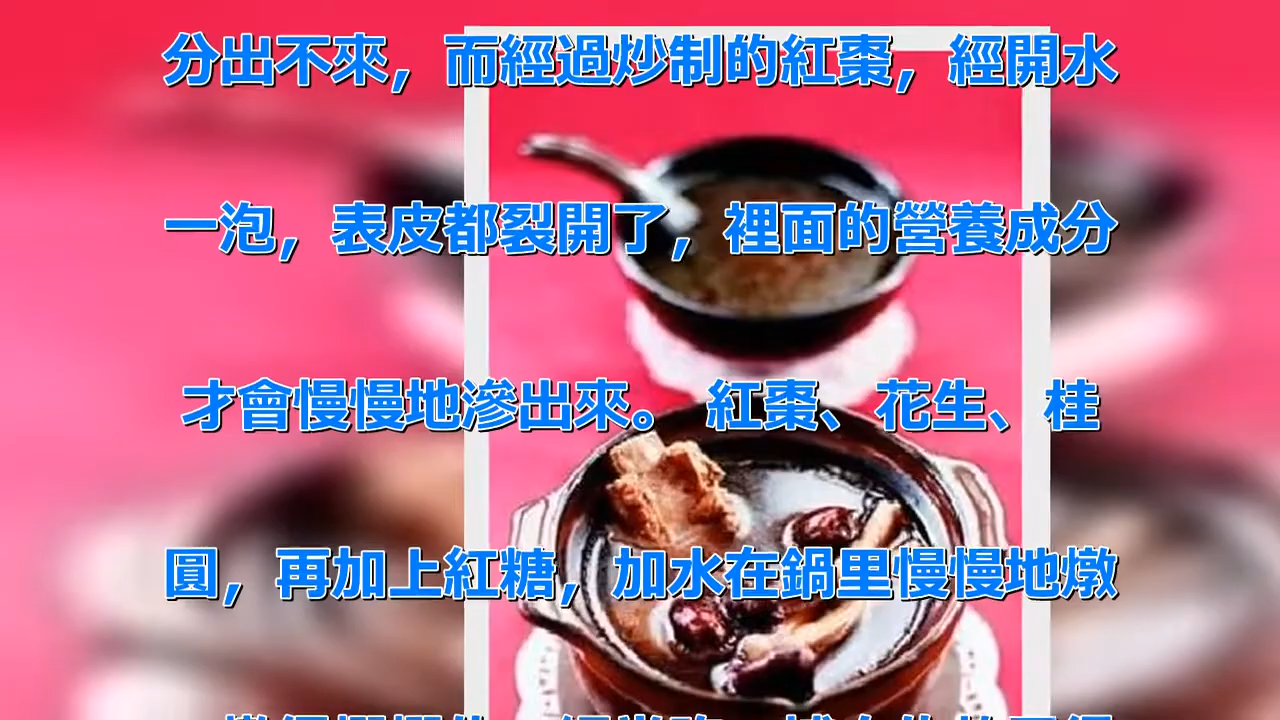 分出不來，而經過炒制的紅棗，經開水
一泡，表皮都裂開了，裡面的營養成分
才會慢慢地滲出來。 紅棗、花生、桂
圓，再加上紅糖，加水在鍋里慢慢地燉